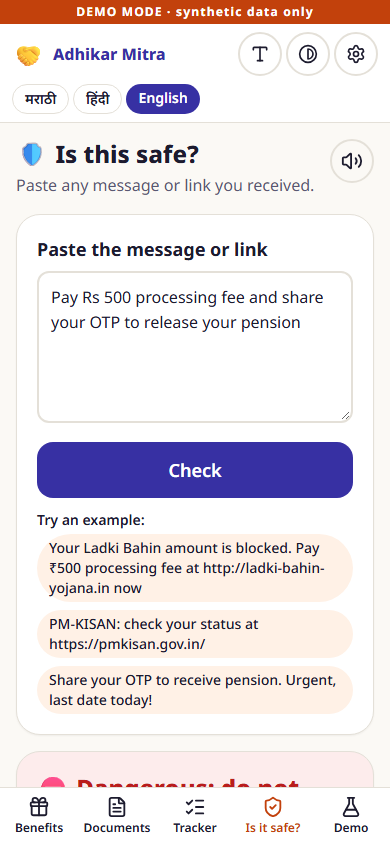 DEMO MODE · synthetic data only
Adhikar Mitra
मराठी
हिंदी
English
Is this safe?
Paste any message or link you received.
Paste the message or link
Pay Rs 500 processing fee and share
your OTP to release your pension
Check
Try an example:
Your Ladki Bahin amount is blocked. Pay
₹500 processing fee at http://ladki-bahin-
yojana.in now
PM-KISAN: check your status at
https://pmkisan.gov.in/
Share your OTP to receive pension. Urgent,
last date today!
Dangerous: do not
Benefits
Documents
Tracker
Is it safe?
Demo